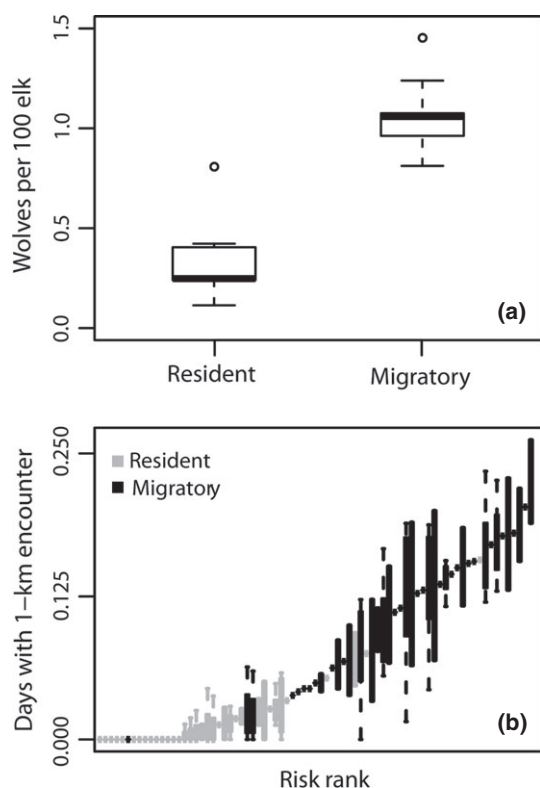 1.5
1.0
0.5
0.0
Wolves per 100 elk
(a)
Resident
Migratory
0.250
0.125
0.000
Days with 1–km encounter
Resident
Migratory
(b)
Risk rank